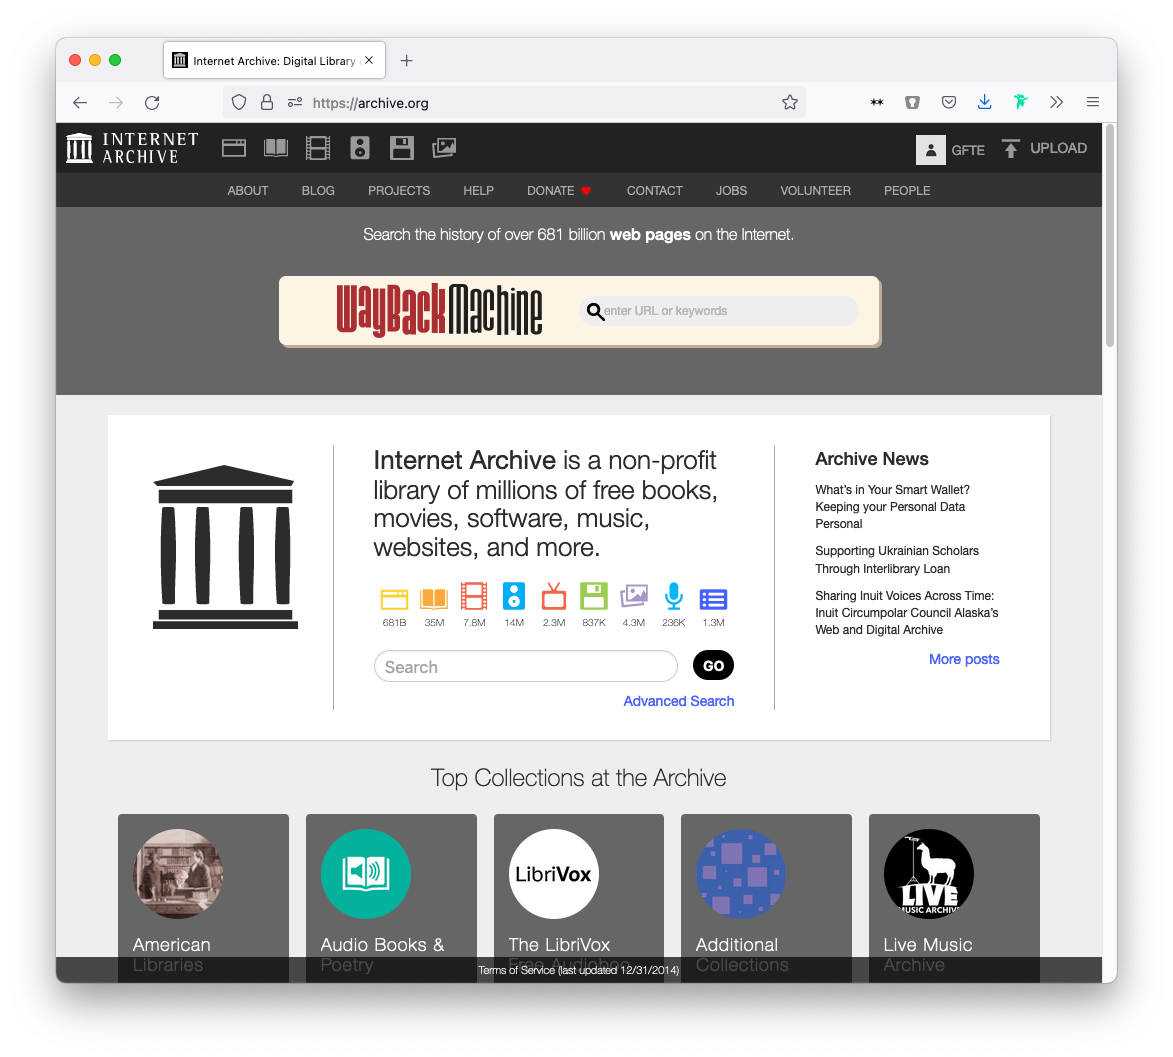 Internet Archive: Digital Library
https://archive.org
INTERNET
ARCHIVE
GFTE
UPLOAD
ABOUT BLOG PROJECTS HELP DONATE CONTACT JOBS VOLUNTEER PEOPLE
Search the history of over 681 billion web pages on the Internet.
WayBackMachine
enter URL or keywords
Internet Archive is a non-profit
library of millions of free books,
movies, software, music,
websites, and more.
681B 35M 7.8M 14M 2.3M 837K 4.3M 236K 1.3M
Search
GO
Advanced Search
Archive News
What's in Your Smart Wallet?
Keeping your Personal Data
Personal
Supporting Ukrainian Scholars
Through Interlibrary Loan
Sharing Inuit Voices Across Time:
Inuit Circumpolar Council Alaska's
Web and Digital Archive
More posts
Top Collections at the Archive
American
Libraries
Audio Books &
Poetry
LibriVox
The LibriVox
Free Audioboo
Additional
Collections
LIVE
MUSIC ARCHIVE
Live Music
Archive
Terms of Service (last updated 12/31/2014)